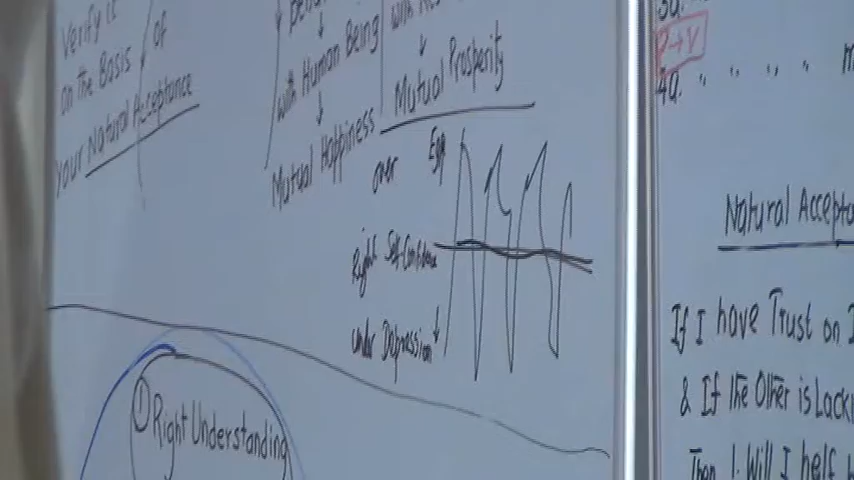 Verify it
on the Basis of
Your Natural Acceptance
with Human Being
Mutual Happiness
Mutual Prosperity
over Ego
Right Self-Confidence
under Depression
① Right Understanding
P→V
4a. " " " "
Natural Accepta
If I have Trust on
& If the Other is Lack
Then I Will I help